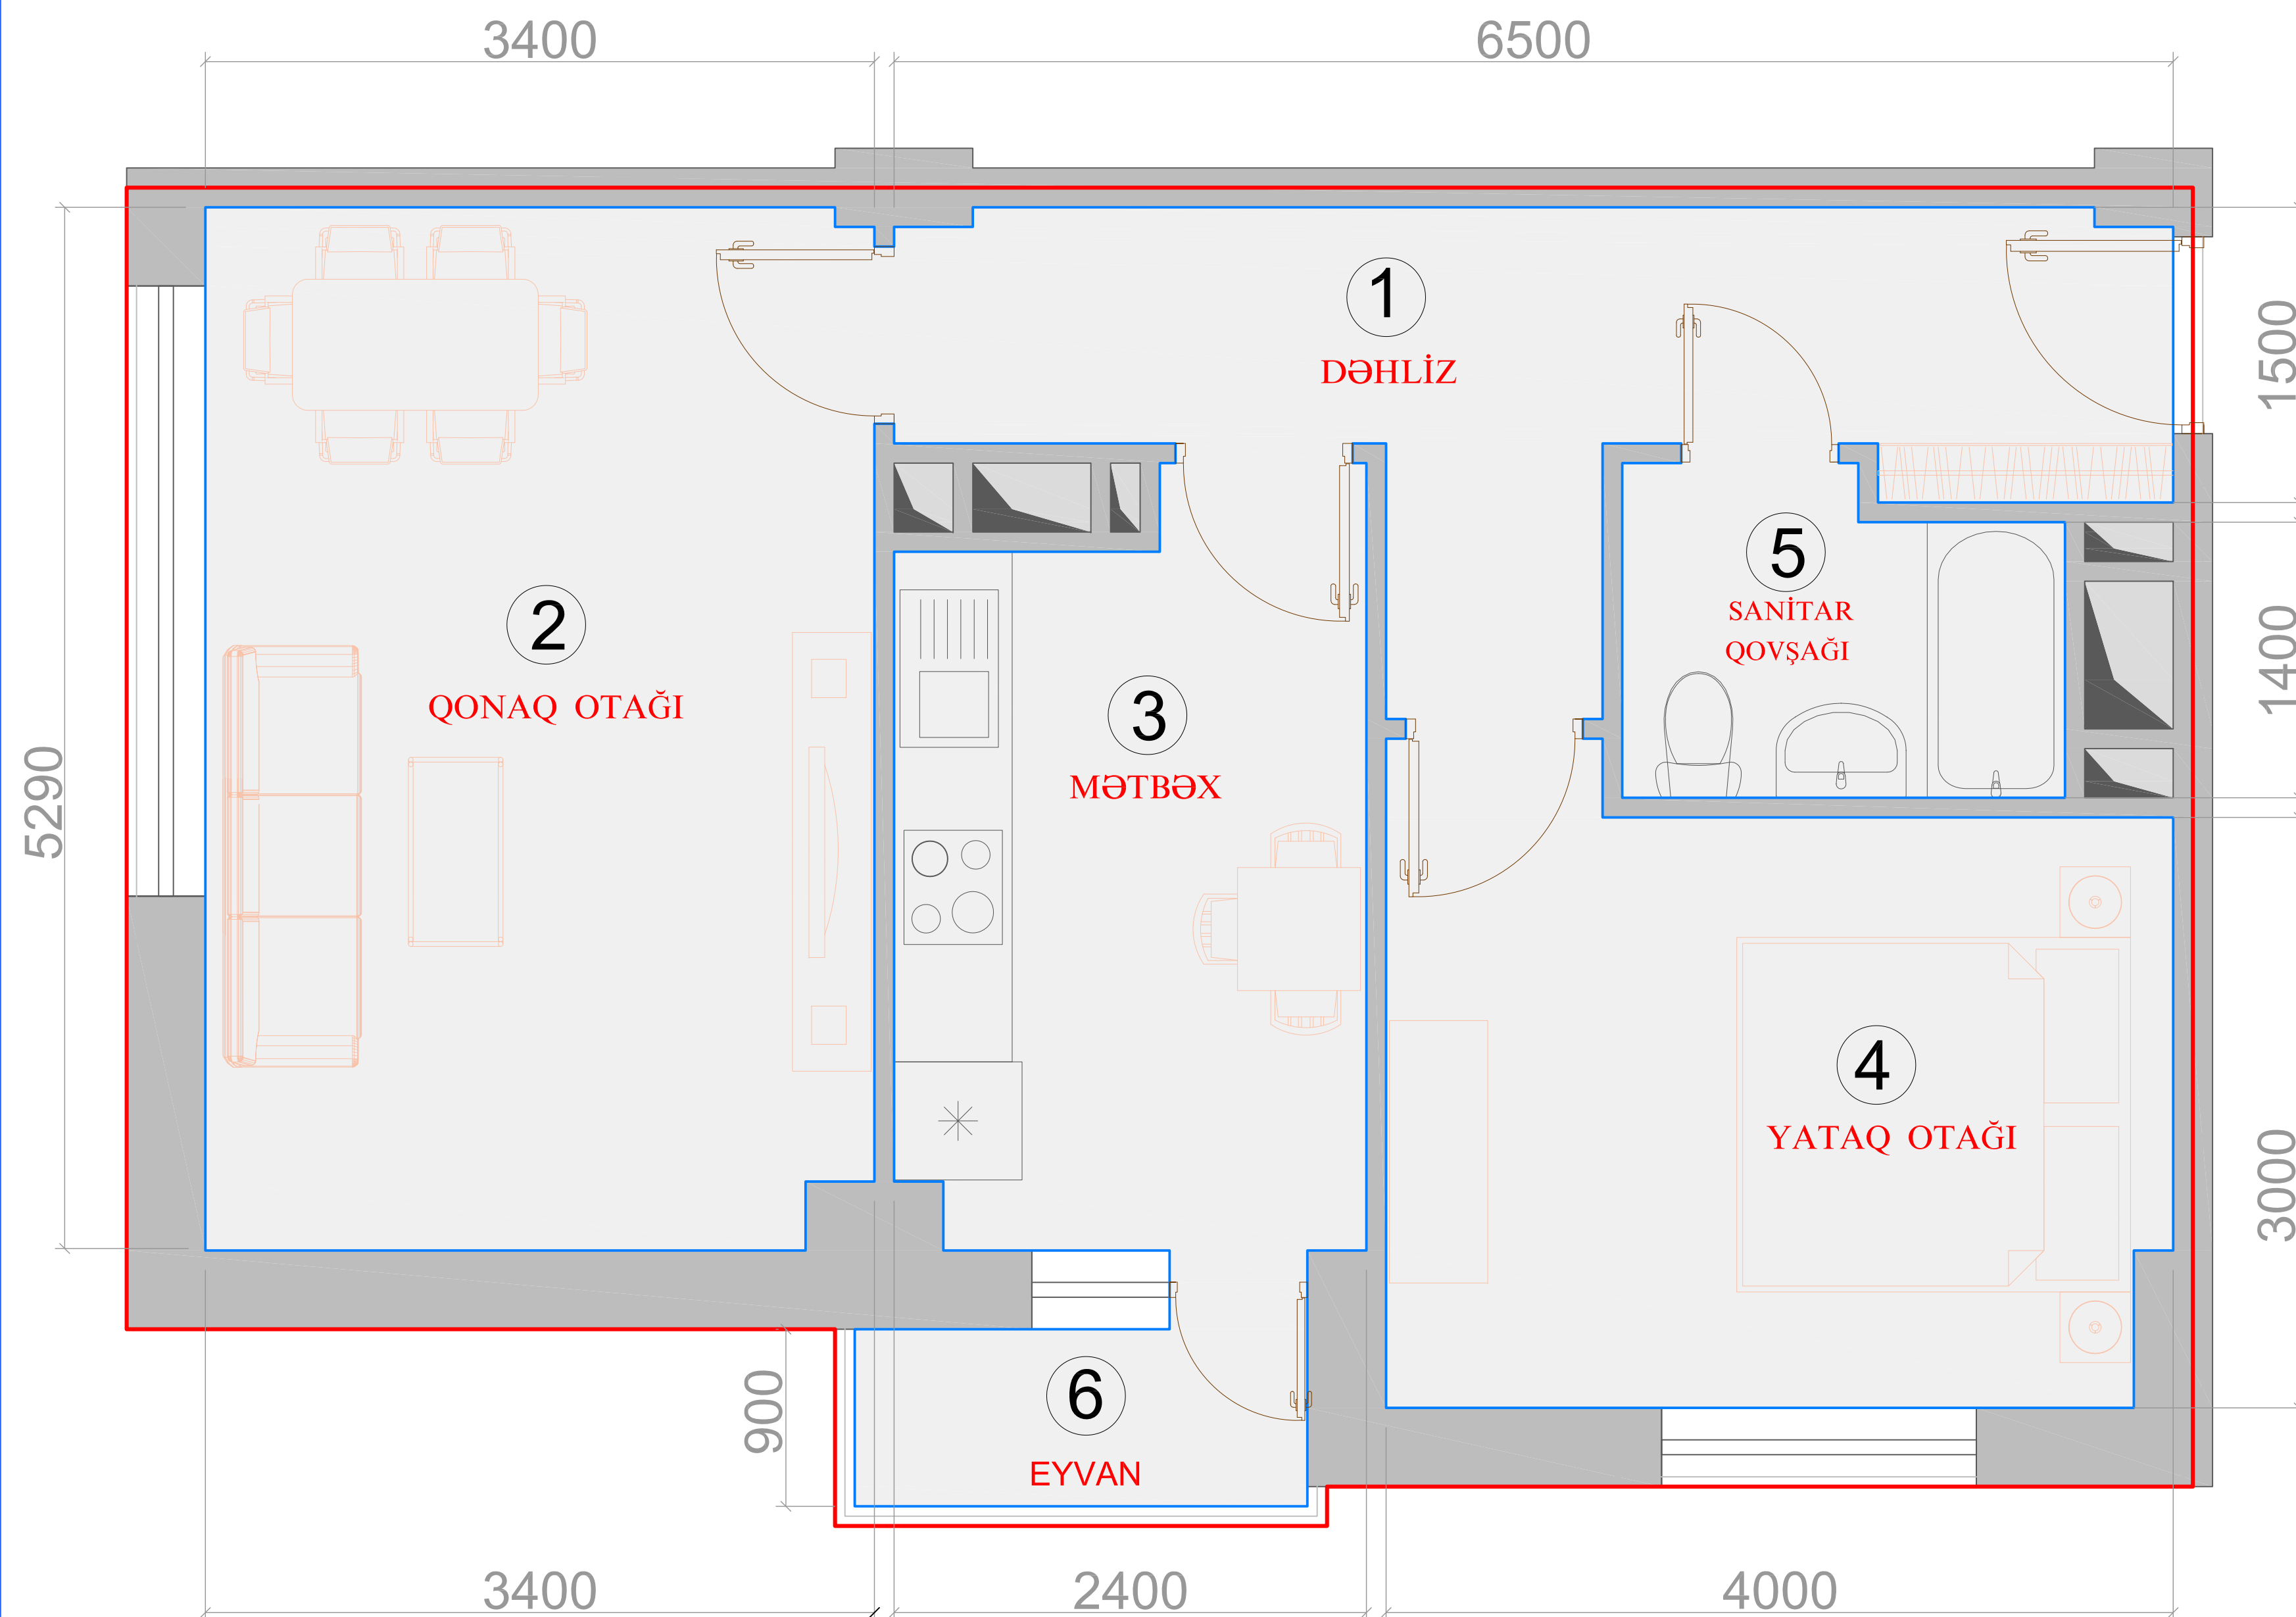 3400
6500
1
DƏHLİZ
1500
5
SANİTAR
QOVŞAĞI
2
QONAQ OTAĞI
1400
3
MƏTBƏX
5290
4
YATAQ OTAĞI
3000
6
EYVAN
900
3400
2400
4000